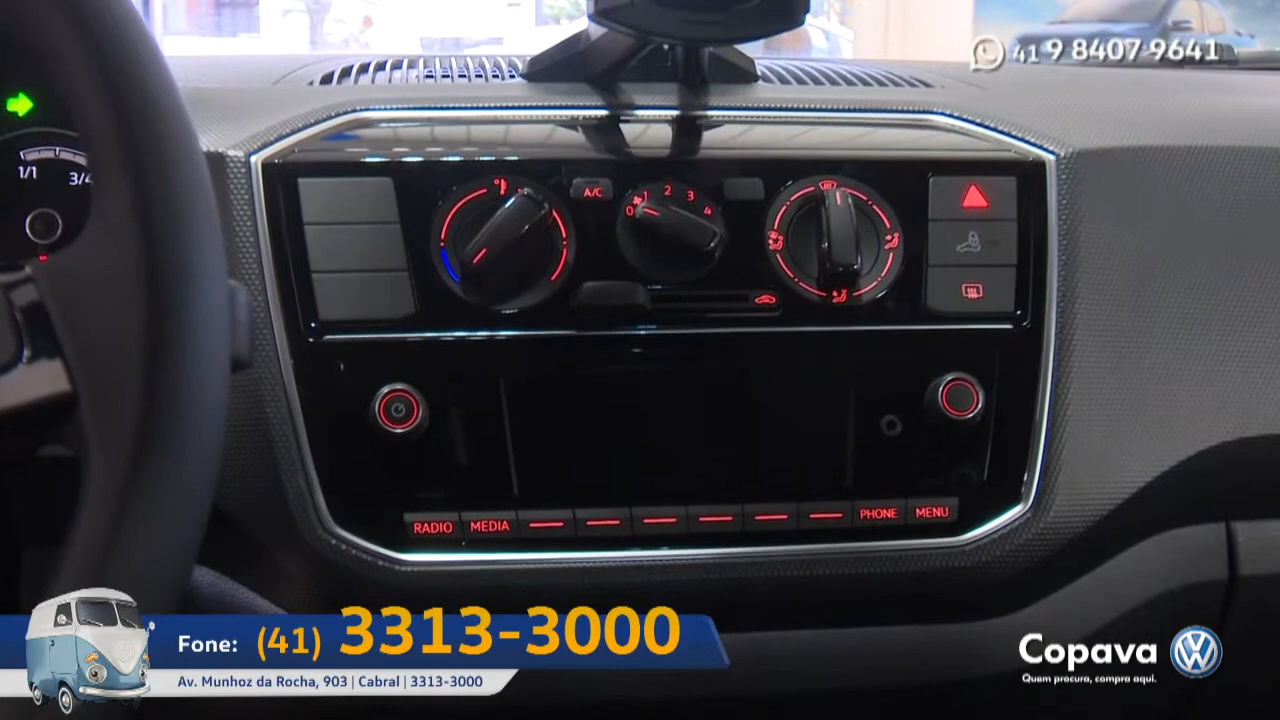 41 9 8407-9641
1/1
3/4
A/C
0 1 2 3 4
RADIO MEDIA PHONE MENU
Fone: (41) 3313-3000
Av. Munhoz da Rocha, 903 | Cabral | 3313-3000
Copava
Quem procura, compra aqui.